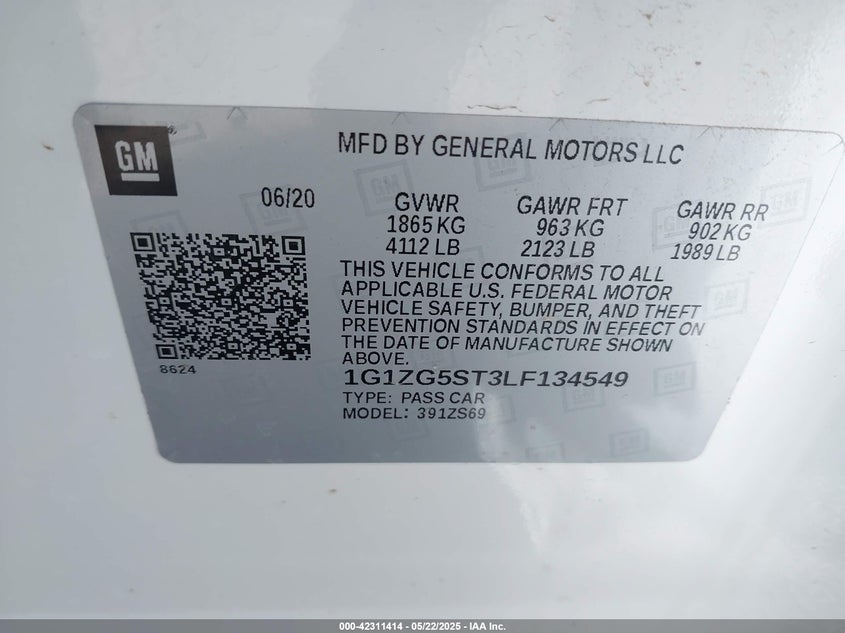 GM
MFD BY GENERAL MOTORS LLC
06/20
GVWR
1865 KG
4112 LB
GAWR FRT
963 KG
2123 LB
GAWR RR
902 KG
1989 LB
THIS VEHICLE CONFORMS TO ALL
APPLICABLE U.S. FEDERAL MOTOR
VEHICLE SAFETY, BUMPER, AND THEFT
PREVENTION STANDARDS IN EFFECT ON
THE DATE OF MANUFACTURE SHOWN
ABOVE.
8624
1G1ZG5ST3LF134549
TYPE: PASS CAR
MODEL: 391ZS69
000-42311414 - 05/22/2025 - IAA Inc.